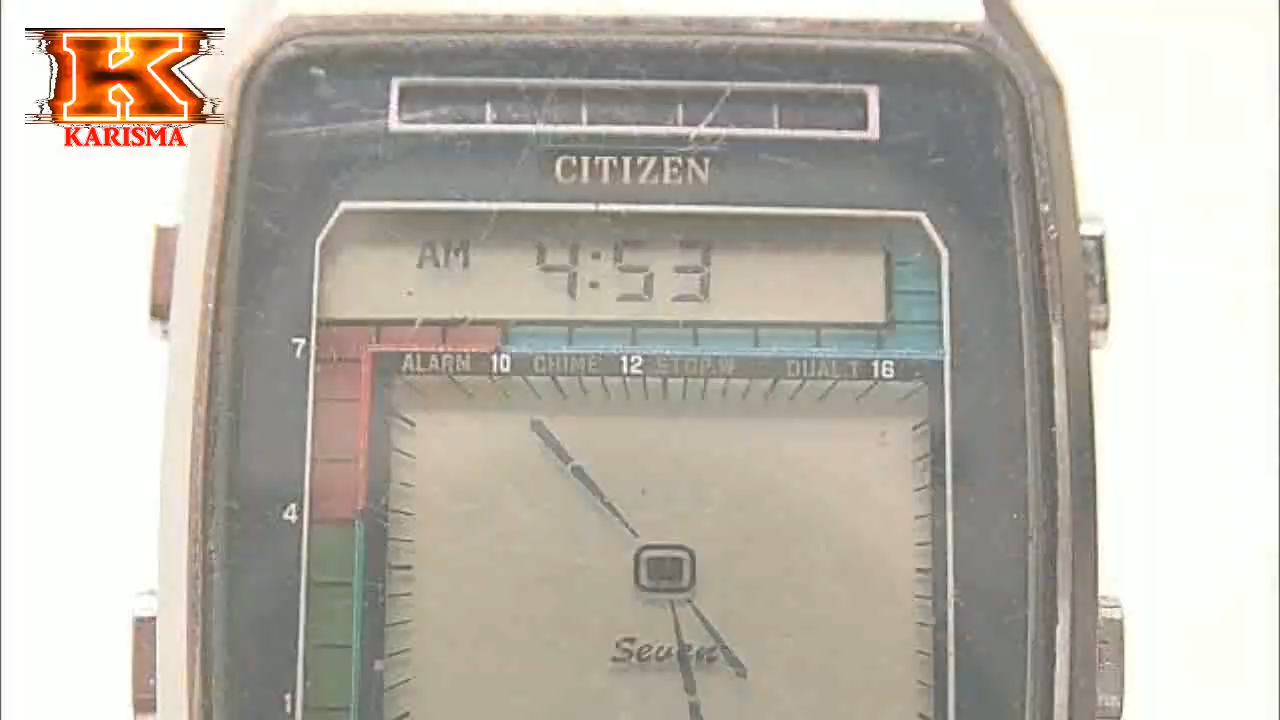 K
KARISMA
CITIZEN
AM 4:53
7
ALARM 10 CHIME 12 STOP.W DUAL.T 16
4
Seven
1